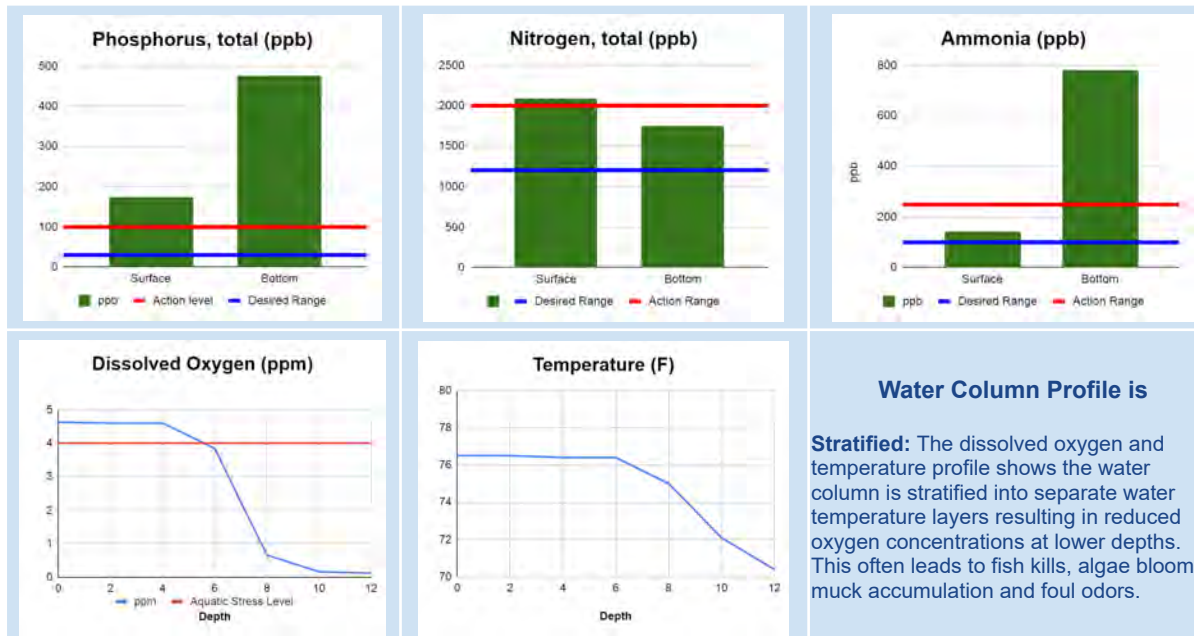 Phosphorus, total (ppb)
500
400
300
200
100
0
Surface Bottom
ppb Action level Desired Range
Nitrogen, total (ppb)
2500
2000
1500
1000
500
0
Surface Bottom
Desired Range Action Range
Ammonia (ppb)
800
600
400
200
0
ppb
Surface Bottom
ppb Desired Range Action Range
Dissolved Oxygen (ppm)
5
4
3
2
1
0
0 2 4 6 8 10 12
ppm Aquatic Stress Level
Depth
Temperature (F)
80
78
76
74
72
70
0 2 4 6 8 10 12
Depth
Water Column Profile is
Stratified: The dissolved oxygen and
temperature profile shows the water
column is stratified into separate water
temperature layers resulting in reduced
oxygen concentrations at lower depths.
This often leads to fish kills, algae bloom
muck accumulation and foul odors.